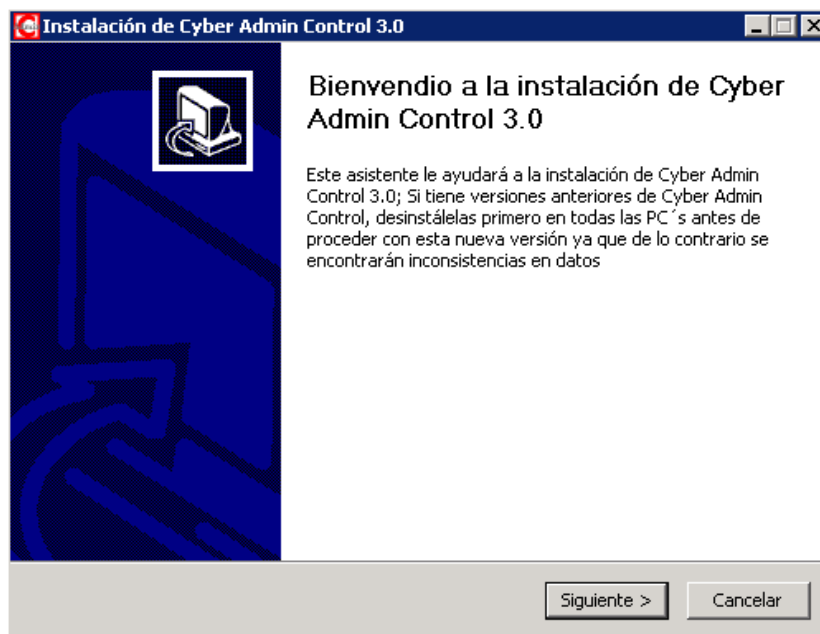 Instalación de Cyber Admin Control 3.0
Bienvendio a la instalación de Cyber
Admin Control 3.0
Este asistente le ayudará a la instalación de Cyber Admin
Control 3.0; Si tiene versiones anteriores de Cyber Admin
Control, desinstálelas primero en todas las PC´s antes de
proceder con esta nueva versión ya que de lo contrario se
encontrarán inconsistencias en datos
Siguiente >
Cancelar